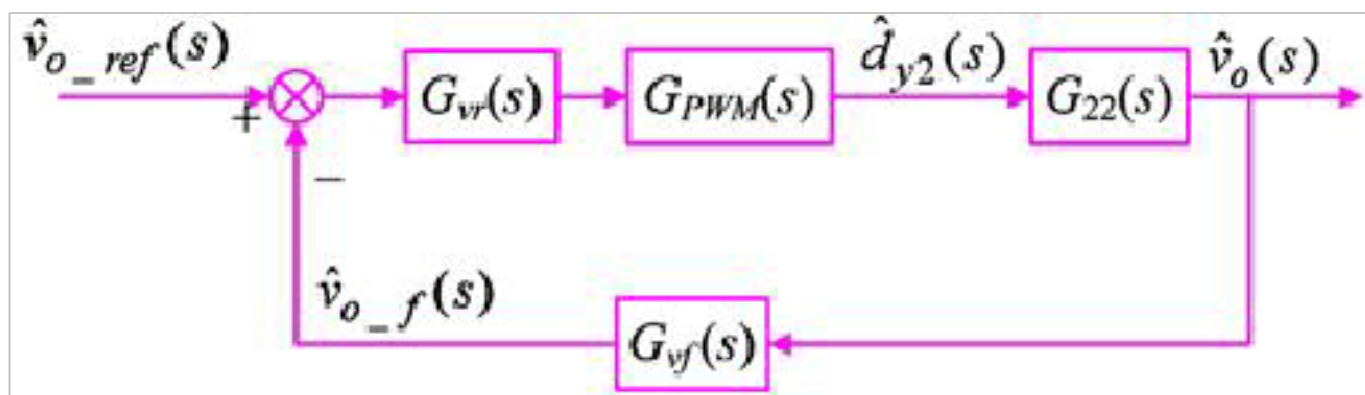 v̂o_ref(s)
+
−
Gvr(s)
GPWM(s)
d̂y2(s)
G22(s)
v̂o(s)
v̂o_f(s)
Gvf(s)